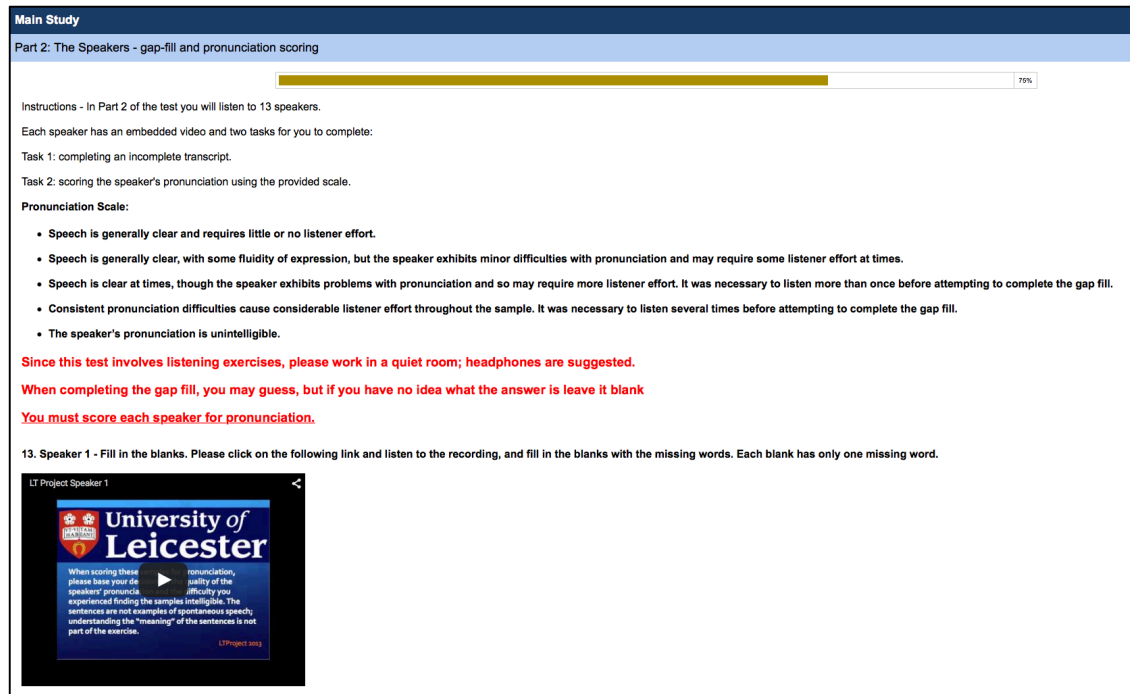 Main Study
Part 2: The Speakers - gap-fill and pronunciation scoring
75%
Instructions - In Part 2 of the test you will listen to 13 speakers.
Each speaker has an embedded video and two tasks for you to complete:
Task 1: completing an incomplete transcript.
Task 2: scoring the speaker's pronunciation using the provided scale.
Pronunciation Scale:
• Speech is generally clear and requires little or no listener effort.
• Speech is generally clear, with some fluidity of expression, but the speaker exhibits minor difficulties with pronunciation and may require some listener effort at times.
• Speech is clear at times, though the speaker exhibits problems with pronunciation and so may require more listener effort. It was necessary to listen more than once before attempting to complete the gap fill.
• Consistent pronunciation difficulties cause considerable listener effort throughout the sample. It was necessary to listen several times before attempting to complete the gap fill.
• The speaker's pronunciation is unintelligible.
Since this test involves listening exercises, please work in a quiet room; headphones are suggested.
When completing the gap fill, you may guess, but if you have no idea what the answer is leave it blank
You must score each speaker for pronunciation.
13. Speaker 1 - Fill in the blanks. Please click on the following link and listen to the recording, and fill in the blanks with the missing words. Each blank has only one missing word.
LT Project Speaker 1
University of
Leicester
When scoring these pronunciation,
please base your quality of the
speakers' difficulty you
experienced finding the samples intelligible. The
sentences are not examples of spontaneous speech;
understanding the "meaning" of the sentences is not
part of the exercise.
LTProject 2013